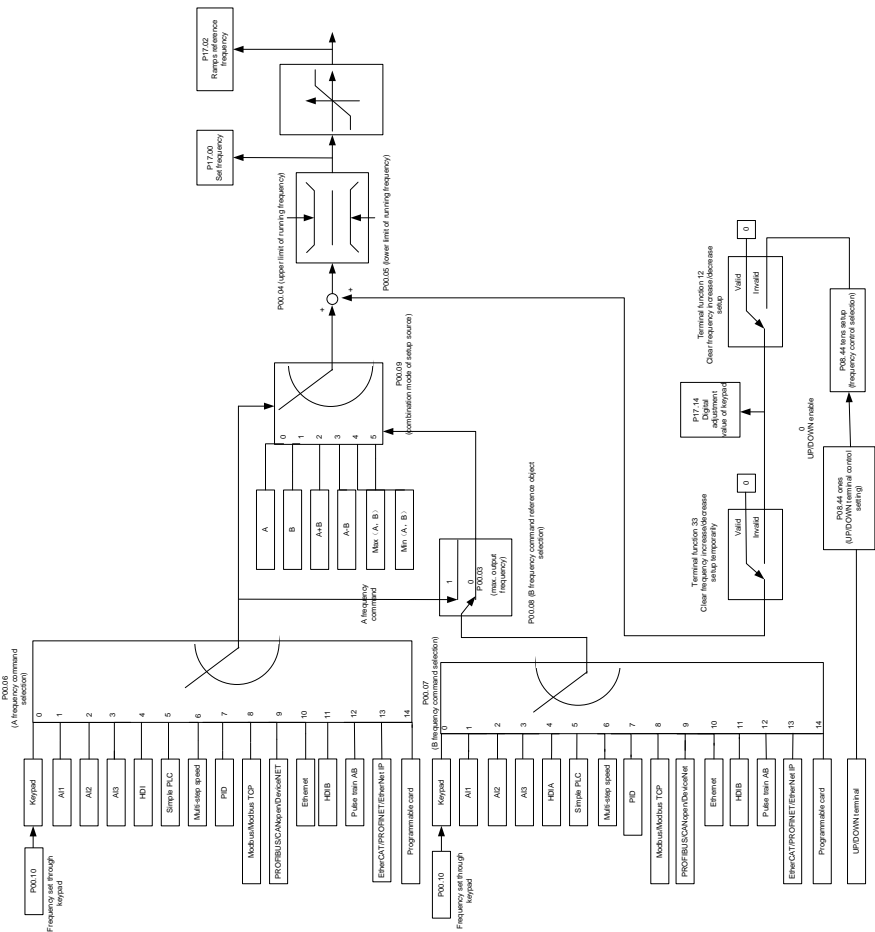 P17.02
Ramps reference
frequency
P17.00
Set frequency
P00.04 (upper limit of running frequency)
P00.05 (lower limit of running frequency)
+
+
P00.09
(combination mode of setup source)
0
1
2
3
4
5
A
B
A+B
A-B
Max（A，B）
Min（A，B）
A frequency
command
1
0
P00.03
(max. output
frequency)
P00.08 (B frequency command reference object
selection)
P00.06
(A frequency command
selection)
0
1
2
3
4
5
6
7
8
9
10
11
12
13
14
Keypad
AI1
AI2
AI3
HDI
Simple PLC
Multi-step speed
PID
Modbus/Modbus TCP
PROFIBUS/CANopen/DeviceNET
Ethernet
HDIB
Pulse train AB
EtherCAT/PROFINET/EtherNet IP
Programmable card
P00.10
Frequency set through
keypad
P00.07
(B frequency command selection)
0
1
2
3
4
5
6
7
8
9
10
11
12
13
14
Keypad
AI1
AI2
AI3
HDIA
Simple PLC
Multi-step speed
PID
Modbus/Modbus TCP
PROFIBUS/CANopen/DeviceNet
Ethernet
HDIB
Pulse train AB
EtherCAT/PROFINET/EtherNet IP
Programmable card
P00.10
Frequency set through
keypad
Terminal function 12
Clear frequency increase/decrease
setup
Valid
Invalid
0
P17.14
Digital
adjustment
value of keypad
Terminal function 33
Clear frequency increase/decrease
setup temporarily
Valid
Invalid
0
P08.44 tens setup
(frequency control selection)
0
UP/DOWN enable
P08.44 ones
(UP/DOWN terminal control
setting)
UP/DOWN terminal